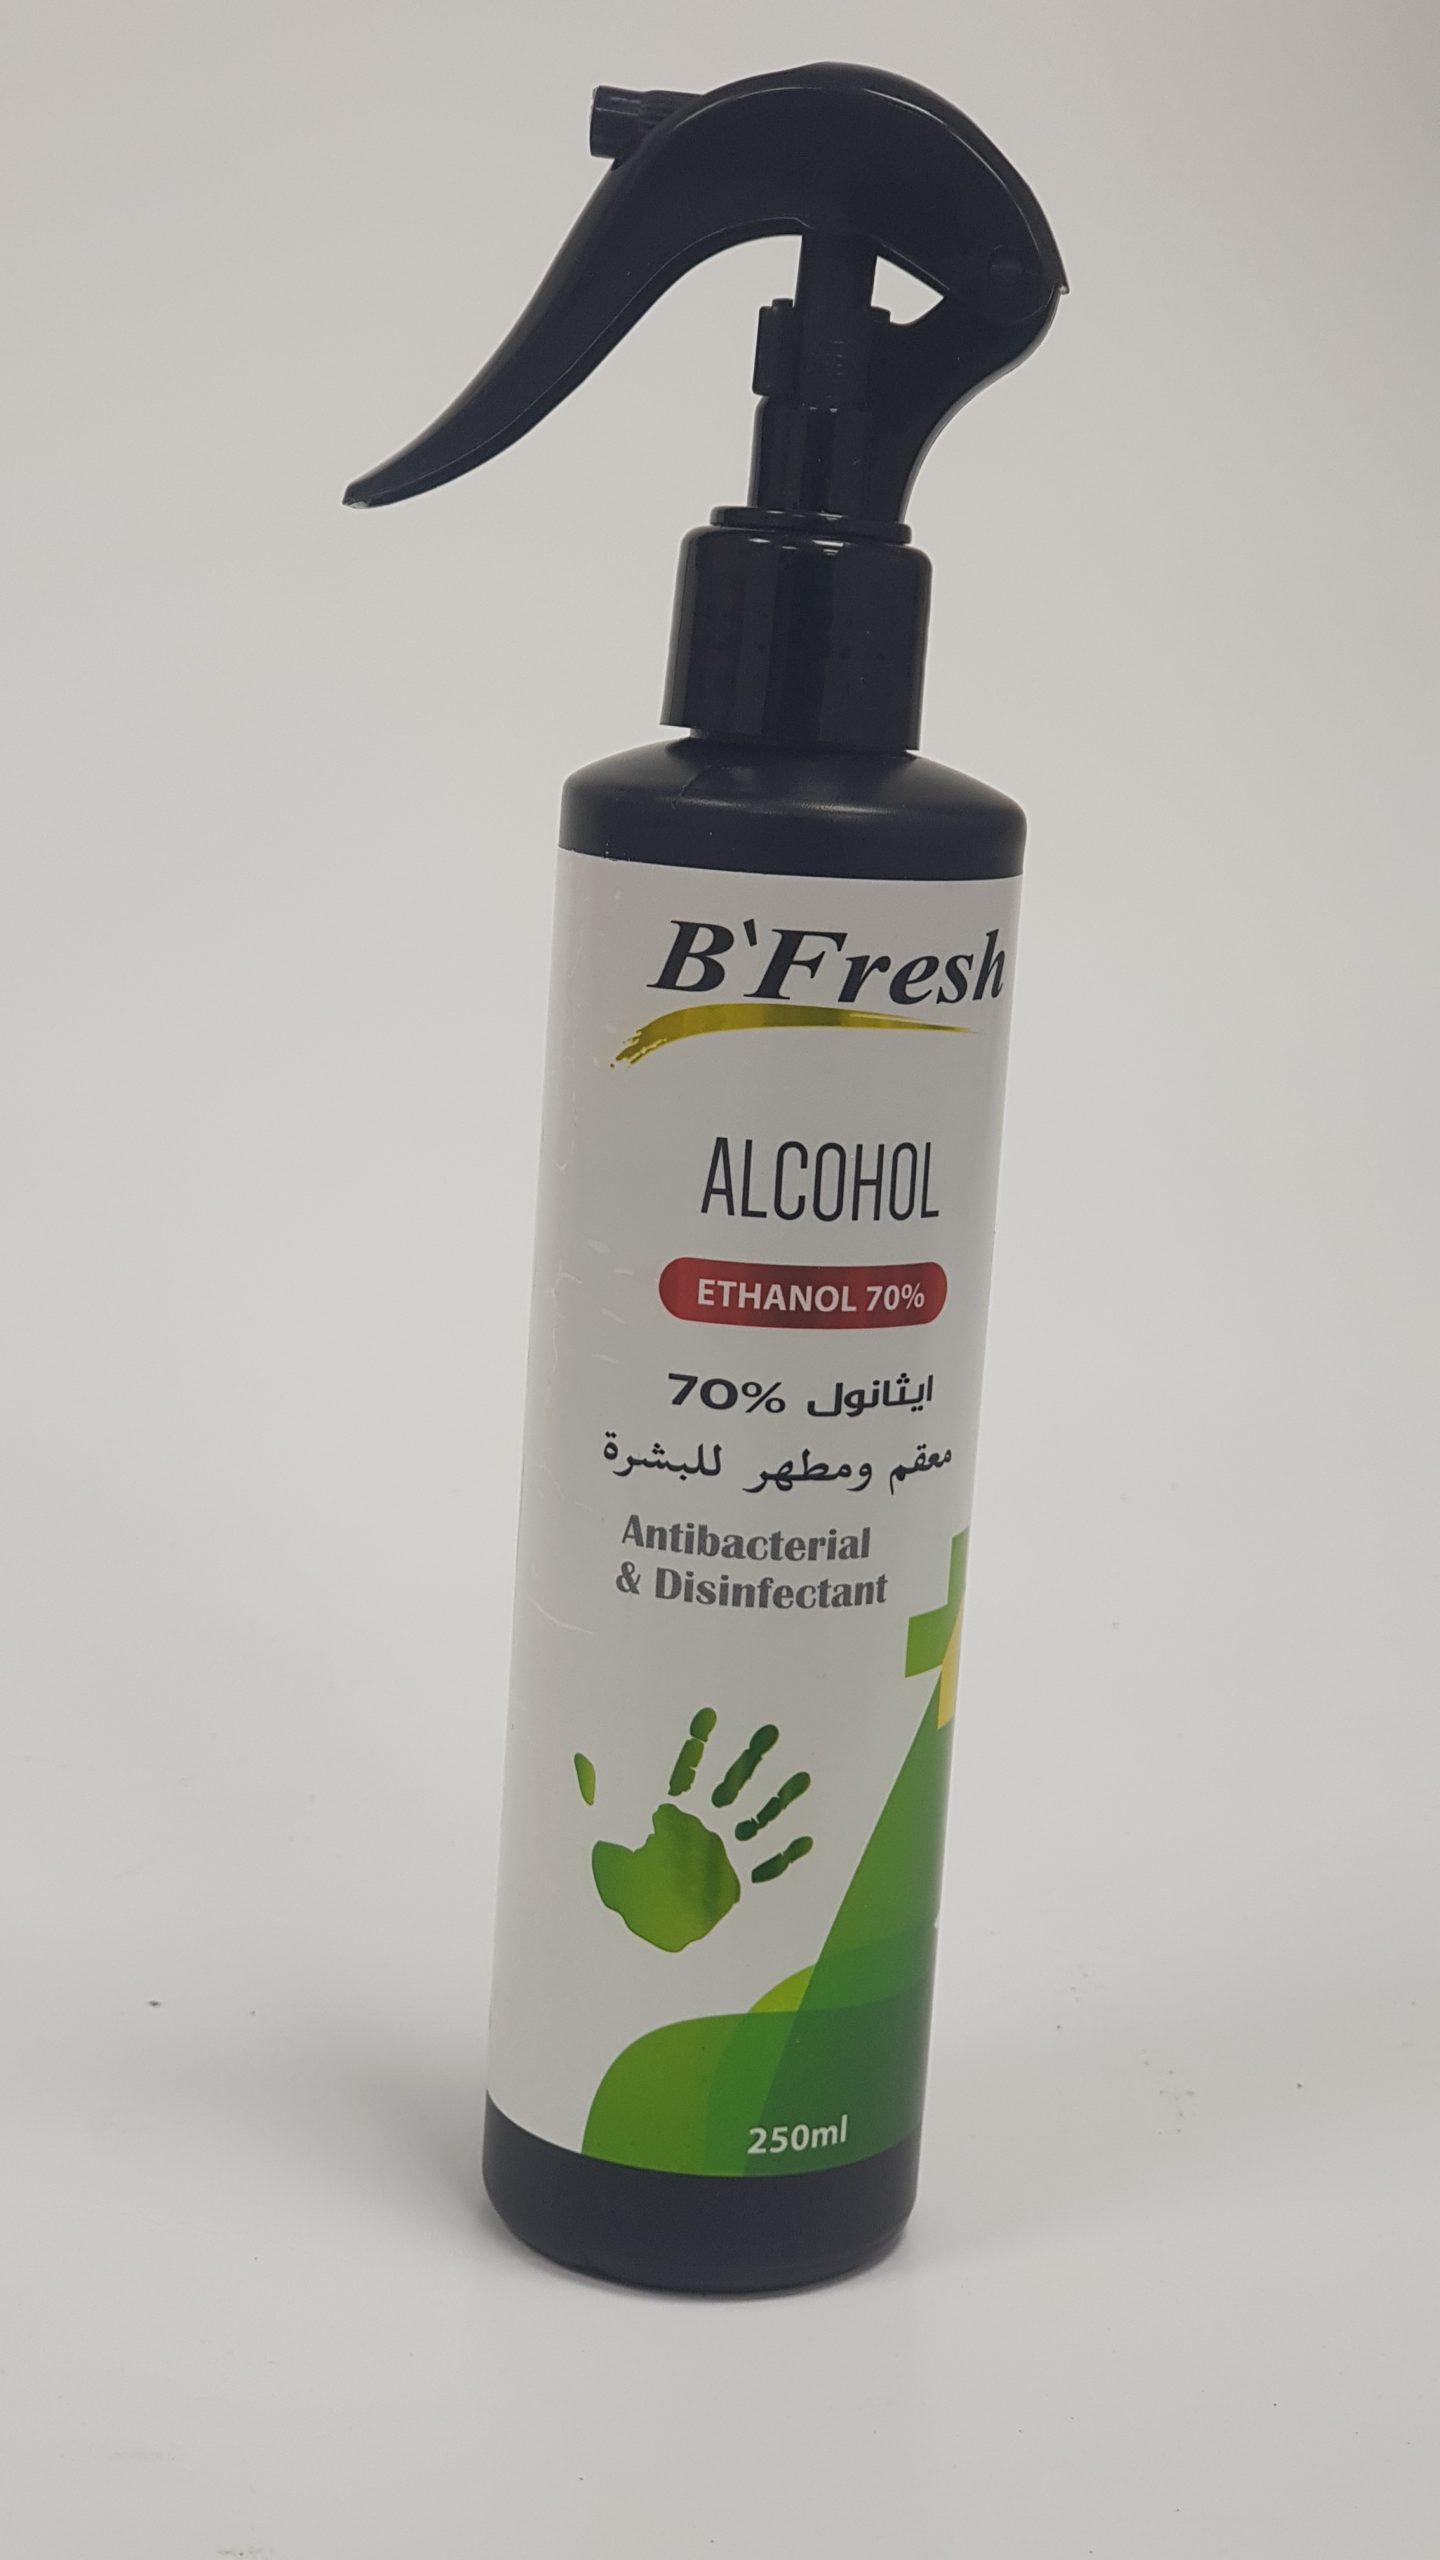 B'Fresh
ALCOHOL
ETHANOL 70%
ايثانول 70%
معقم ومطهر للبشرة
Antibacterial
& Disinfectant
250ml